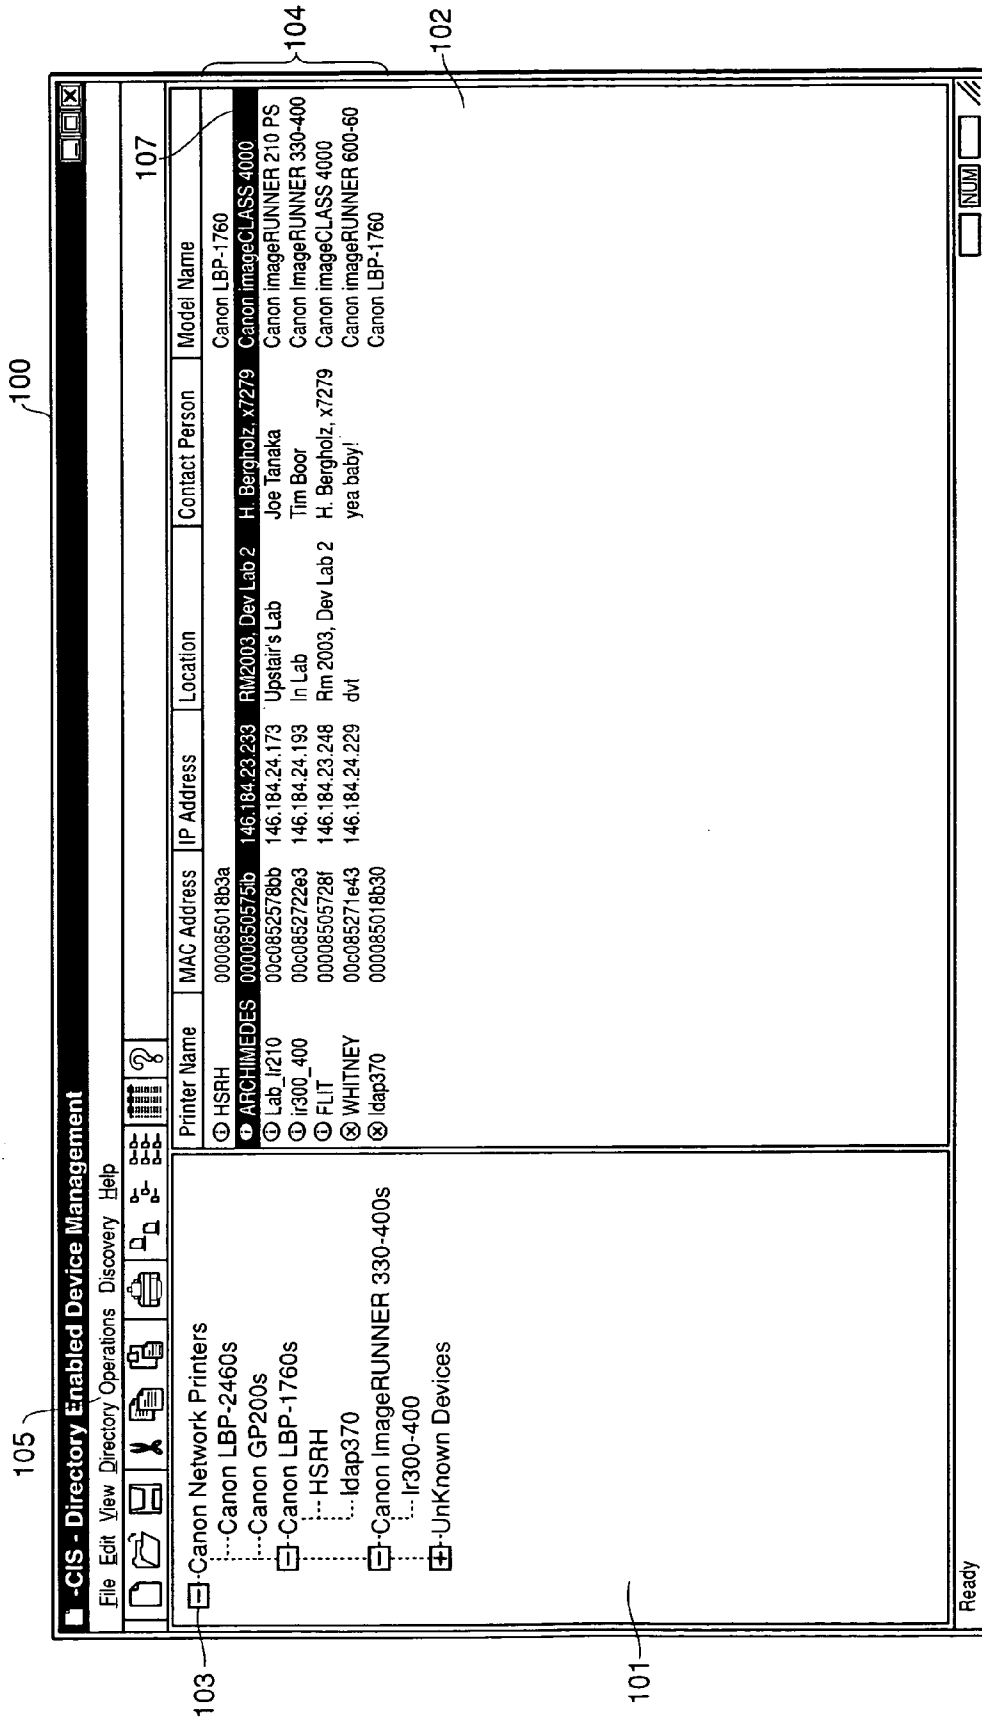 100
-CIS - Directory Enabled Device Management
105
File Edit View Directory Operations Discovery Help
?
103
Canon Network Printers
Canon LBP-2460s
Canon GP200s
Canon LBP-1760s
HSRH
ldap370
Canon ImageRUNNER 330-400s
Ir300-400
UnKnown Devices
101
107
104
102
Printer Name MAC Address IP Address Location Contact Person Model Name
HSRH 000085018b3a Canon LBP-1760
ARCHIMEDES 0000850575ib 146.184.23.233 RM2003, Dev Lab 2 H. Bergholz, x7279 Canon imageCLASS 4000
Lab_Ir210 00c0852578bb 146.184.24.173 Upstair's Lab Joe Tanaka Canon imageRUNNER 210 PS
ir300_400 00c0852722e3 146.184.24.193 In Lab Tim Boor Canon ImageRUNNER 330-400
FLIT 00008505728f 146.184.23.248 Rm 2003, Dev Lab 2 H. Bergholz, x7279 Canon imageCLASS 4000
WHITNEY 00c085271e43 146.184.24.229 dvt yea baby! Canon imageRUNNER 600-60
ldap370 000085018b30 Canon LBP-1760
Ready
NUM